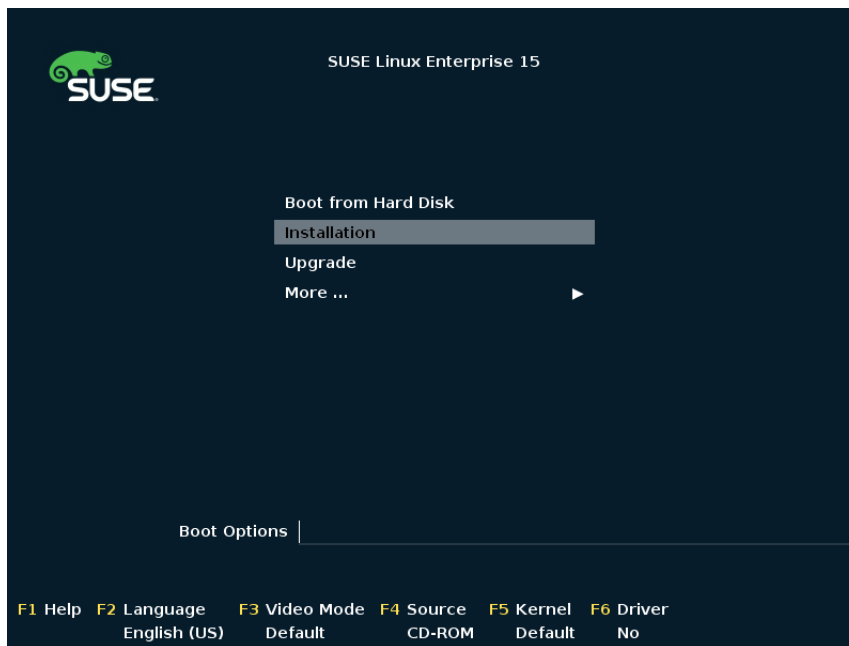 SUSE
SUSE Linux Enterprise 15
Boot from Hard Disk
Installation
Upgrade
More ...
Boot Options
F1 Help F2 Language F3 Video Mode F4 Source F5 Kernel F6 Driver
English (US) Default CD-ROM Default No